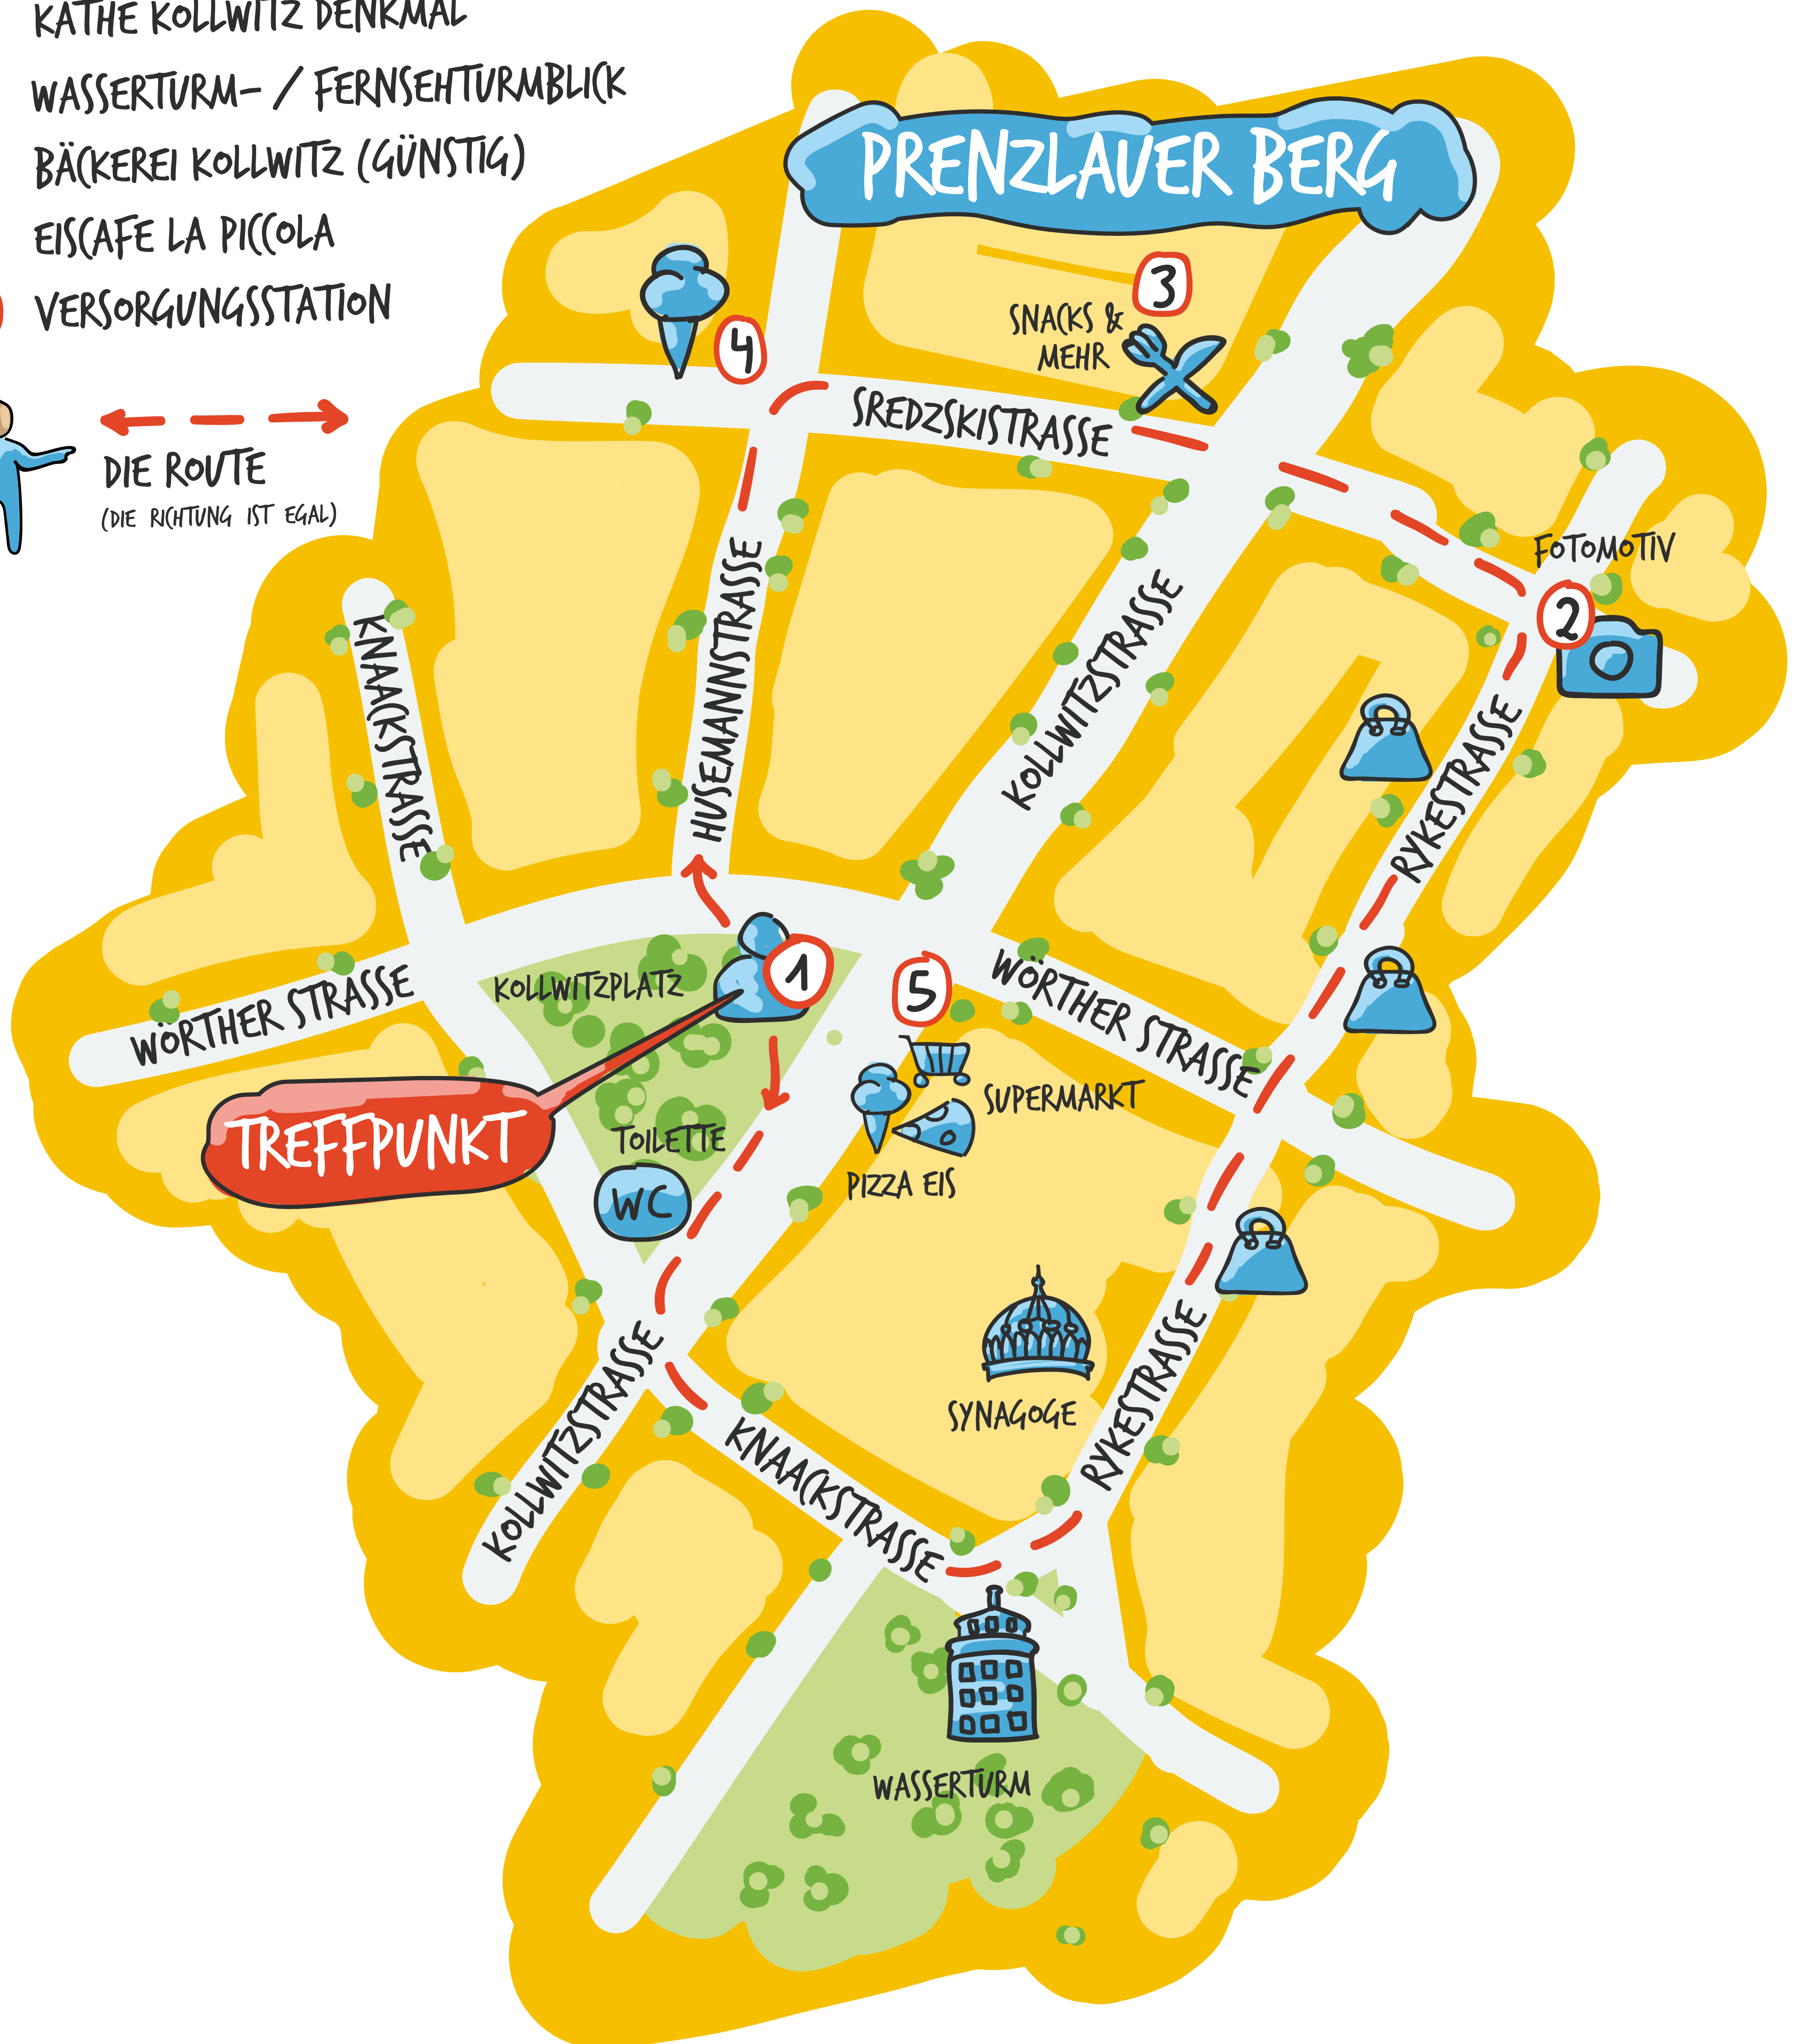 KÄTHE KOLLWITZ DENKMAL
WASSERTURM- / FERNSEHTURMBLICK
BÄCKEREI KOLLWITZ (GÜNSTIG)
EISCAFE LA PICCOLA
VERSORGUNGSSTATION
DIE ROUTE
(DIE RICHTUNG IST EGAL)
PRENZLAUER BERG
3
SNACKS &
MEHR
4
SREDZSKISTRASSE
FOTOMOTIV
2
KNAACKSTRASSE
HUSEMANNSTRASSE
KOLLWITZSTRASSE
RYKESTRASSE
WÖRTHER STRASSE
KOLLWITZPLATZ
1
5
WÖRTHER STRASSE
SUPERMARKT
TREFFPUNKT
TOILETTE
WC
PIZZA EIS
SYNAGOGE
RYKESTRASSE
KOLLWITZSTRASSE
KNAACKSTRASSE
WASSERTURM